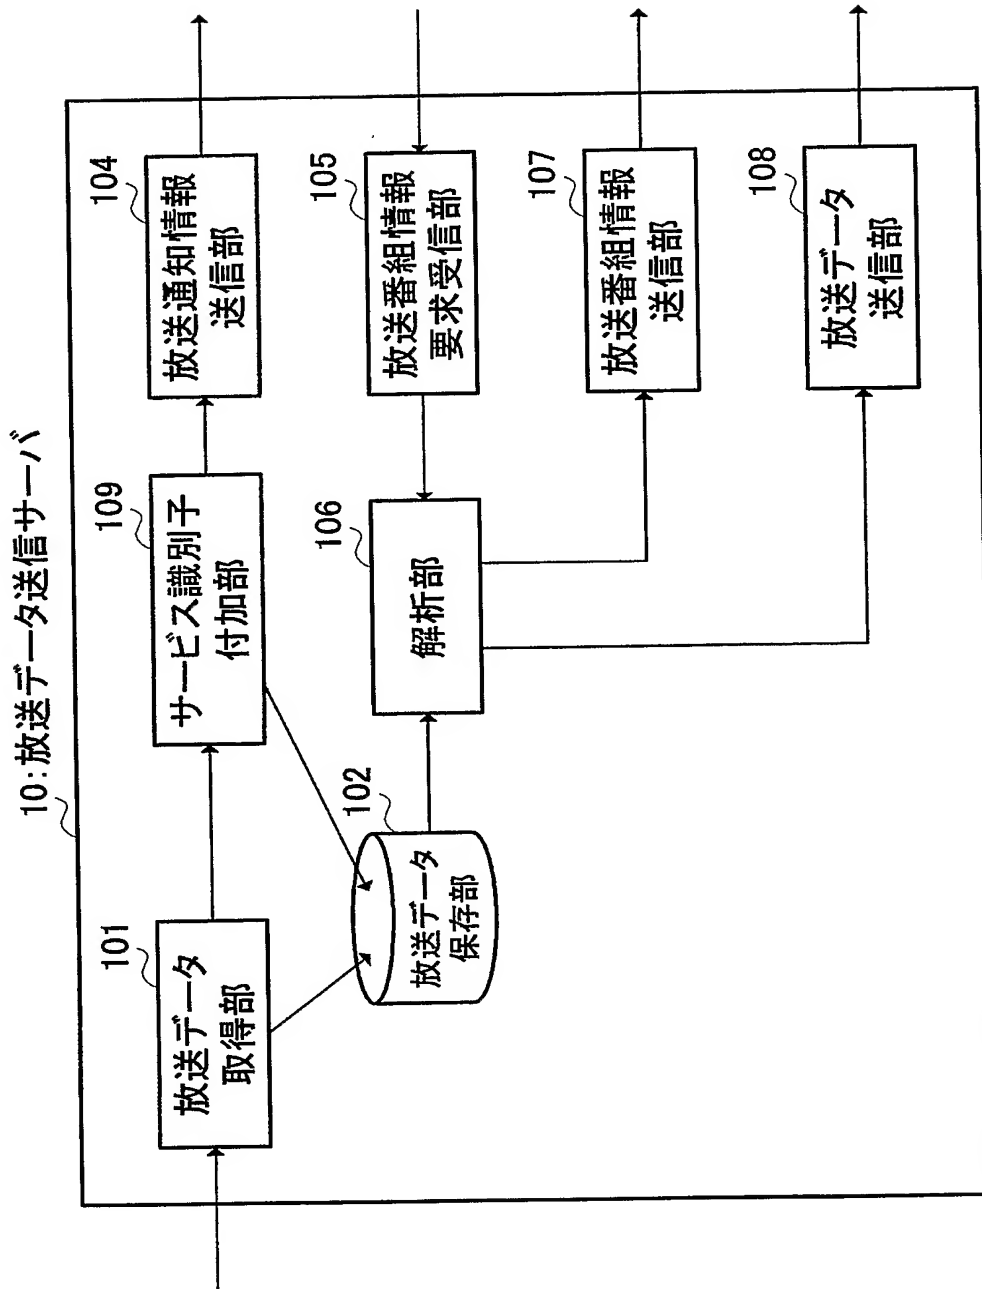 10:放送データ送信サーバ
101
放送データ
取得部
109
サービス識別子
付加部
104
放送通知情報
送信部
102
放送データ
保存部
106
解析部
105
放送番組情報
要求受信部
107
放送番組情報
送信部
108
放送データ
送信部